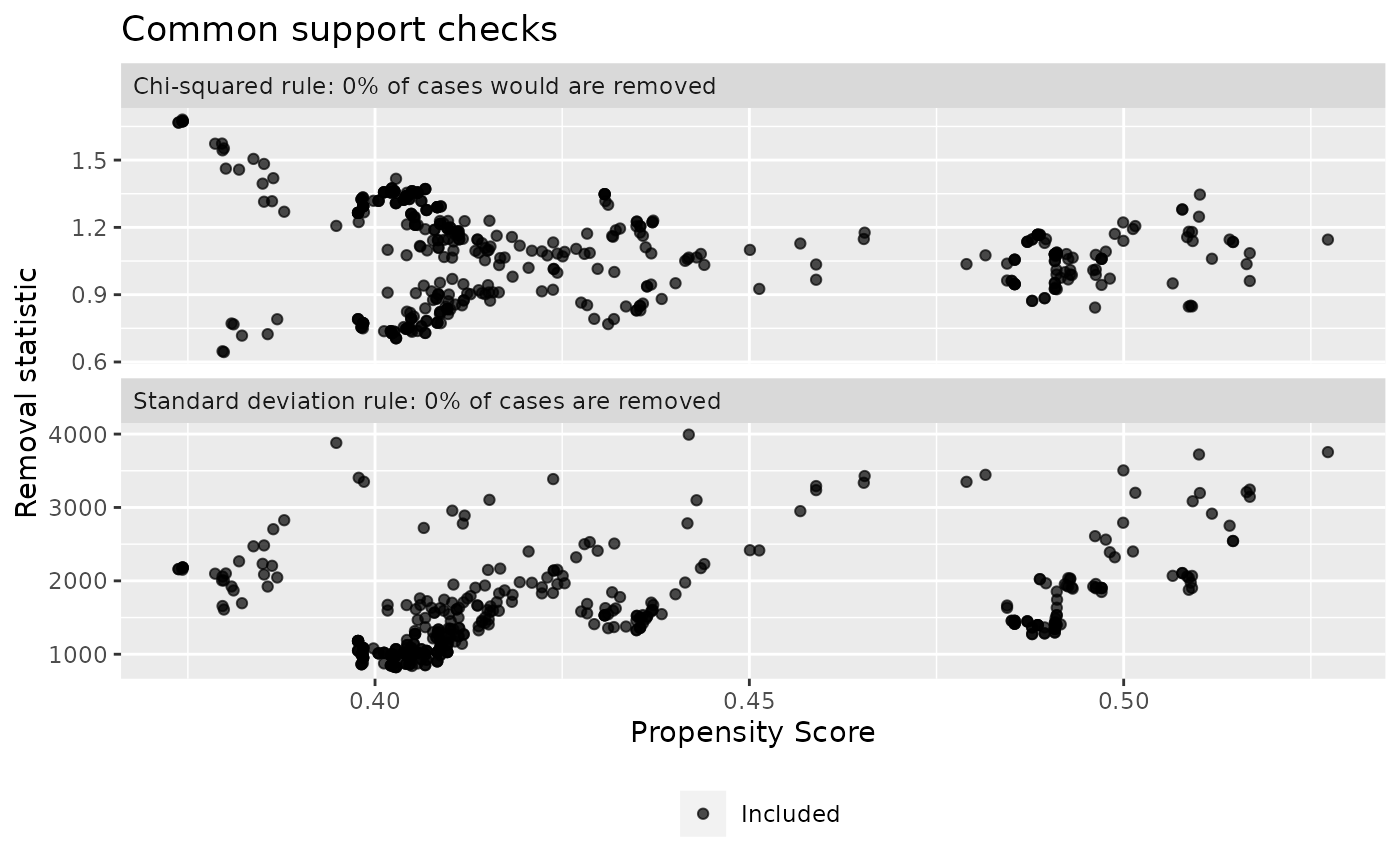 Common support checks
Chi-squared rule: 0% of cases would are removed
1.5
1.2
0.9
0.6
Removal statistic
Standard deviation rule: 0% of cases are removed
4000
3000
2000
1000
0.40 0.45 0.50
Propensity Score
Included